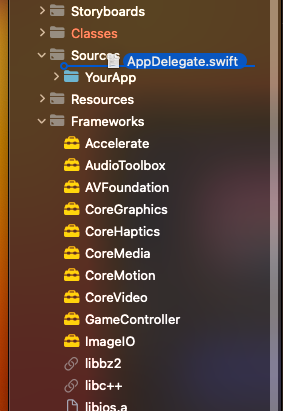 Storyboards
Classes
Sources
AppDelegate.swift
YourApp
Resources
Frameworks
Accelerate
AudioToolbox
AVFoundation
CoreGraphics
CoreHaptics
CoreMedia
CoreMotion
CoreVideo
GameController
ImageIO
libbz2
libc++
libios.a